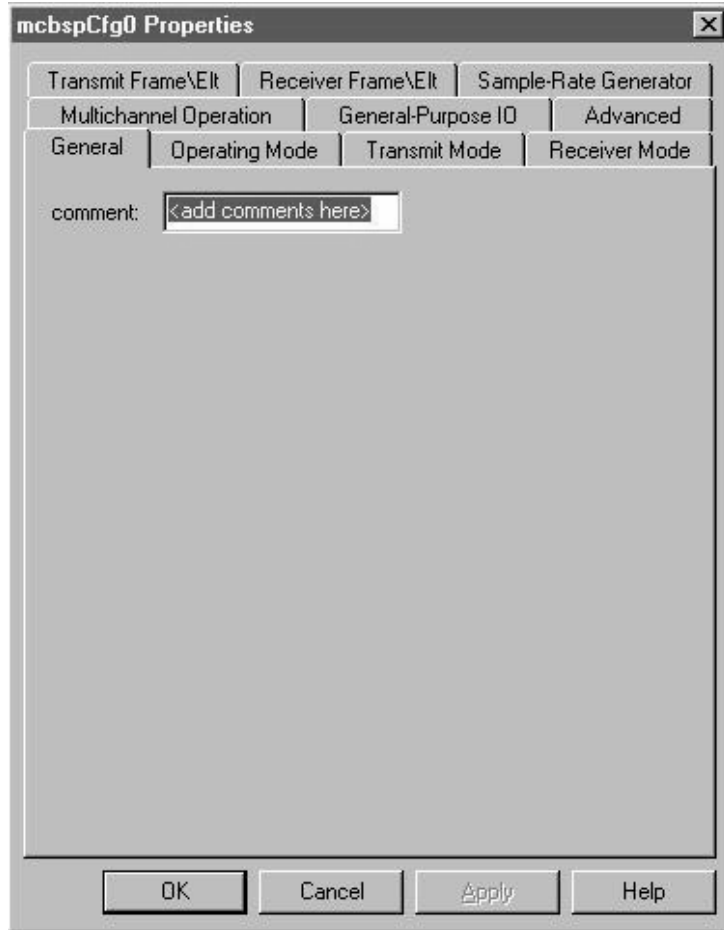 mcbspCfg0 Properties
Transmit Frame\Elt Receiver Frame\Elt Sample-Rate Generator
Multichannel Operation General-Purpose IO Advanced
General Operating Mode Transmit Mode Receiver Mode
comment: <add comments here>
OK Cancel Apply Help